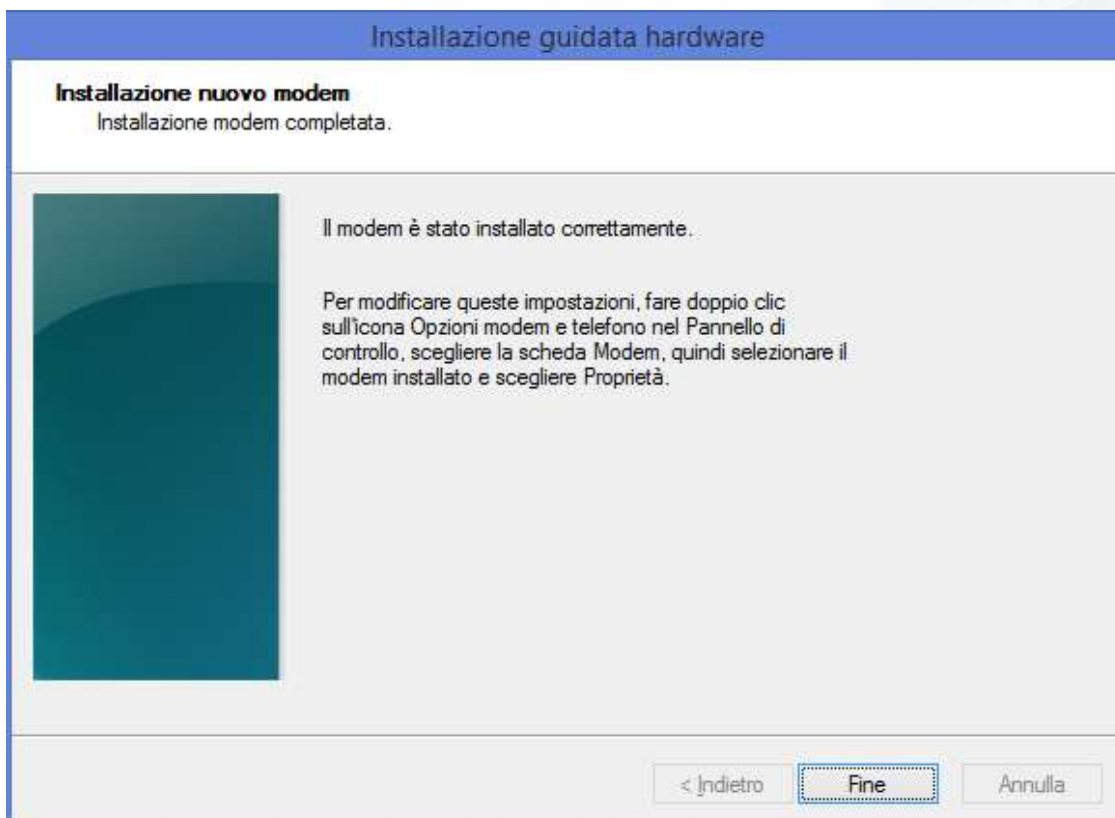 Installazione guidata hardware
Installazione nuovo modem
Installazione modem completata.
Il modem è stato installato correttamente.
Per modificare queste impostazioni, fare doppio clic
sull'icona Opzioni modem e telefono nel Pannello di
controllo, scegliere la scheda Modem, quindi selezionare il
modem installato e scegliere Proprietà.
< Indietro
Fine
Annulla